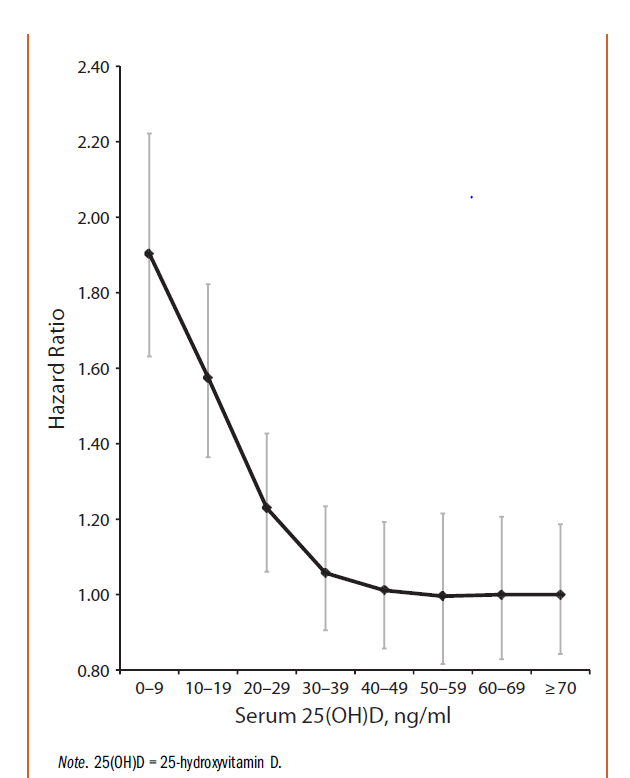 2.40
2.20
2.00
1.80
1.60
1.40
1.20
1.00
0.80
Hazard Ratio
0–9 10–19 20–29 30–39 40–49 50–59 60–69 ≥70
Serum 25(OH)D, ng/ml
Note. 25(OH)D = 25-hydroxyvitamin D.